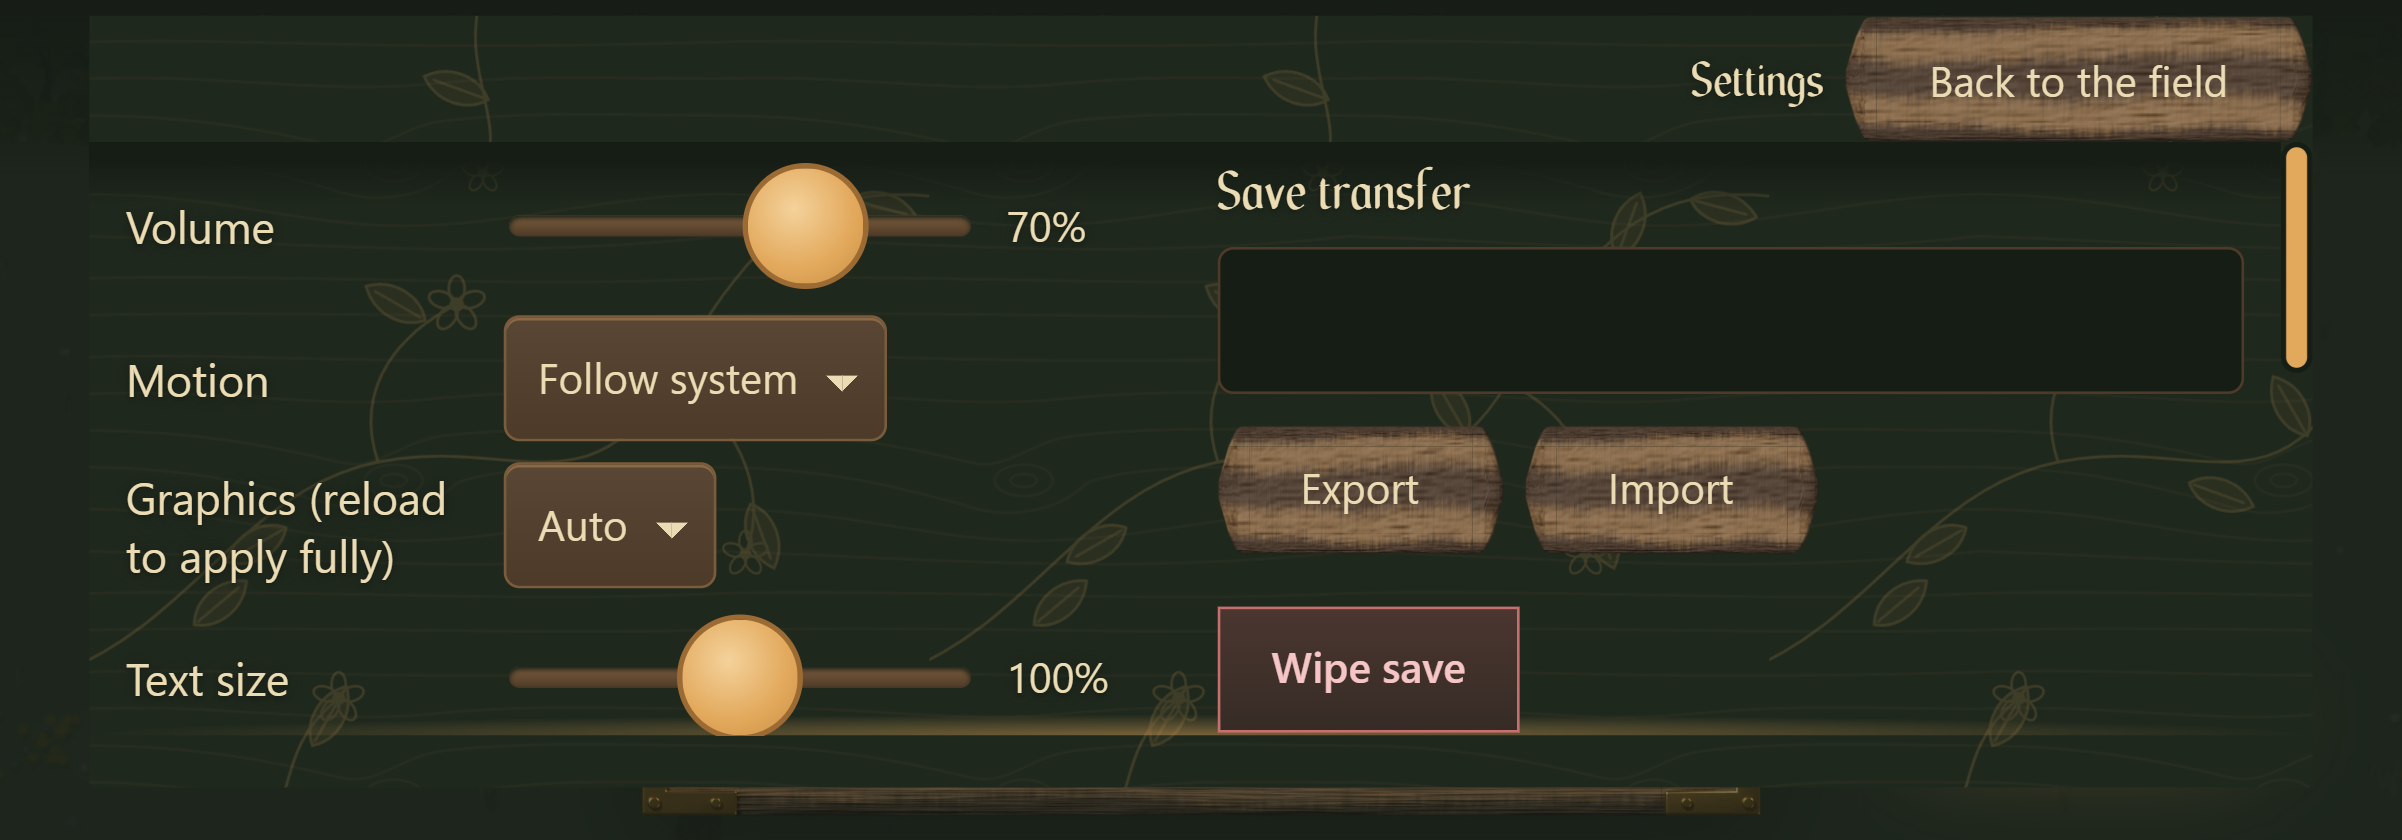 Settings
Back to the field
Volume
70%
Motion
Follow system
Graphics (reload
to apply fully)
Auto
Text size
100%
Save transfer
Export
Import
Wipe save